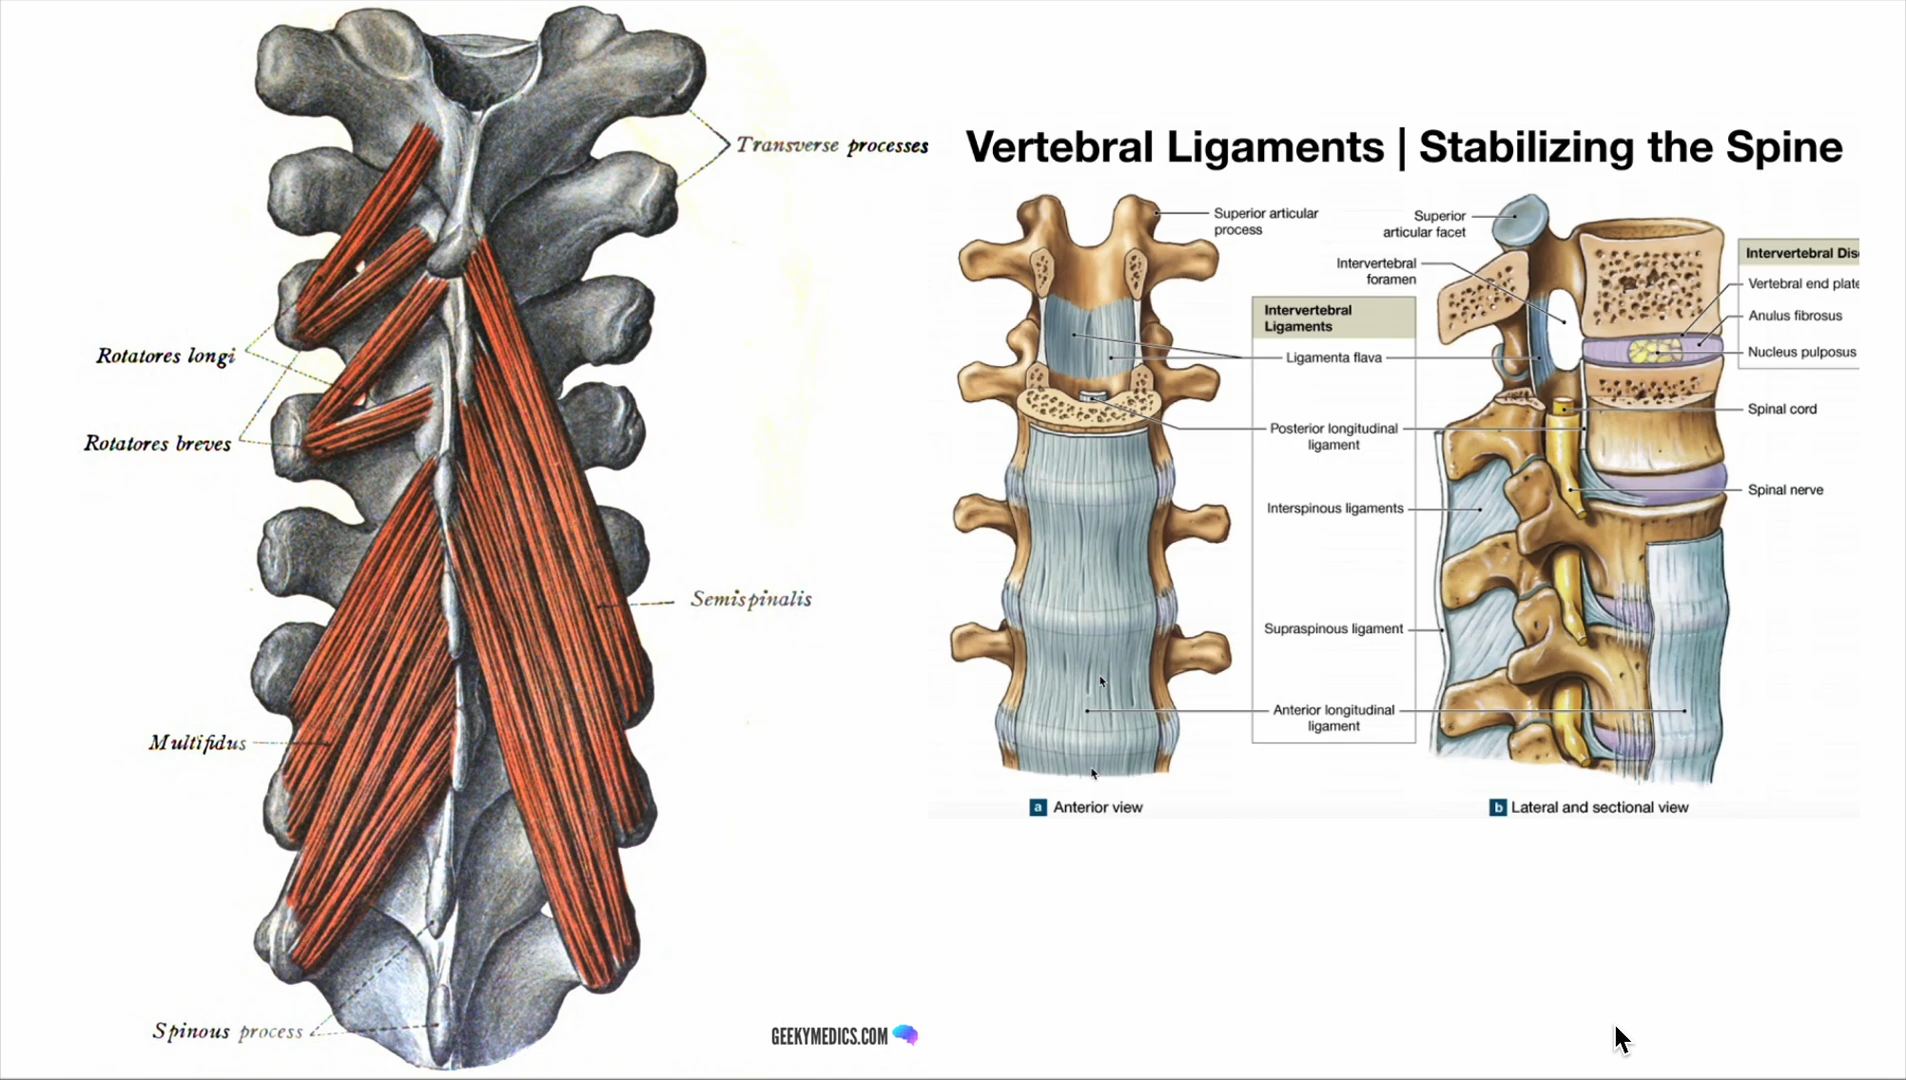 Transverse processes
Rotatores longi
Rotatores breves
Semispinalis
Multifidus
Spinous process
GEEKYMEDICS.COM
Vertebral Ligaments | Stabilizing the Spine
Superior articular
process
Superior
articular facet
Intervertebral
foramen
Intervertebral
Ligaments
Ligamenta flava
Posterior longitudinal
ligament
Interspinous ligaments
Supraspinous ligament
Anterior longitudinal
ligament
Intervertebral Dis
Vertebral end plate
Anulus fibrosus
Nucleus pulposus
Spinal cord
Spinal nerve
a Anterior view
b Lateral and sectional view